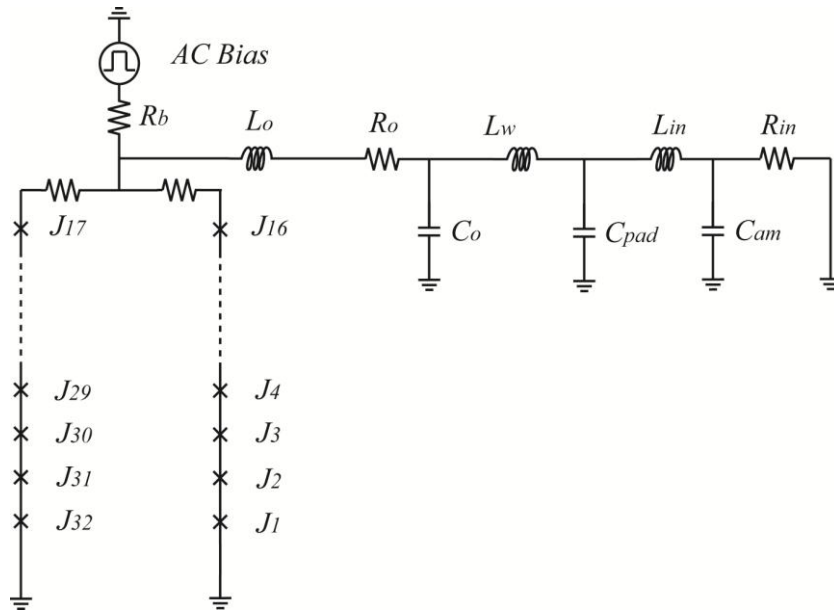 AC Bias
Rb
Lo
Ro
Lw
Lin
Rin
J17
J16
Co
Cpad
Cam
J29
J4
J30
J3
J31
J2
J32
J1